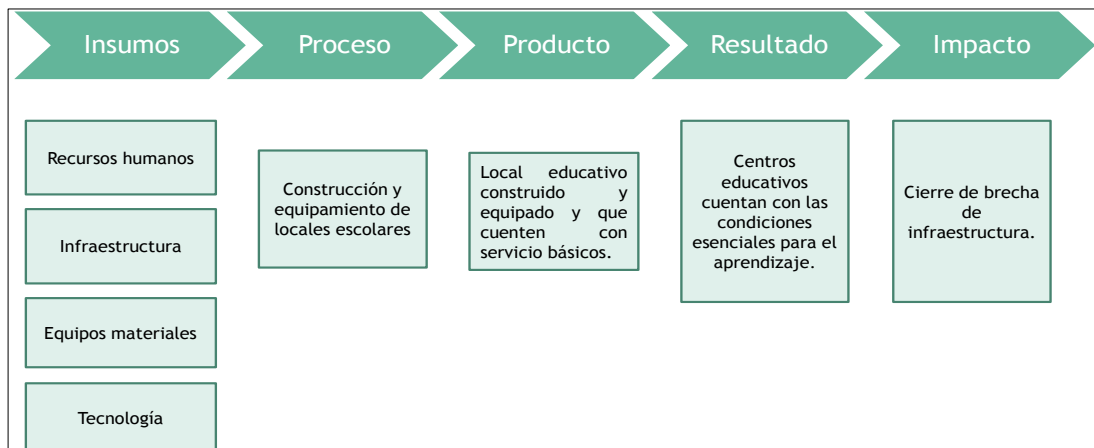 Insumos
Proceso
Producto
Resultado
Impacto
Recursos humanos
Infraestructura
Equipos materiales
Tecnología
Construcción y
equipamiento de
locales escolares
Local educativo
construido y
equipado y que
cuenten con
servicio básicos.
Centros
educativos
cuentan con las
condiciones
esenciales para el
aprendizaje.
Cierre de brecha
de
infraestructura.